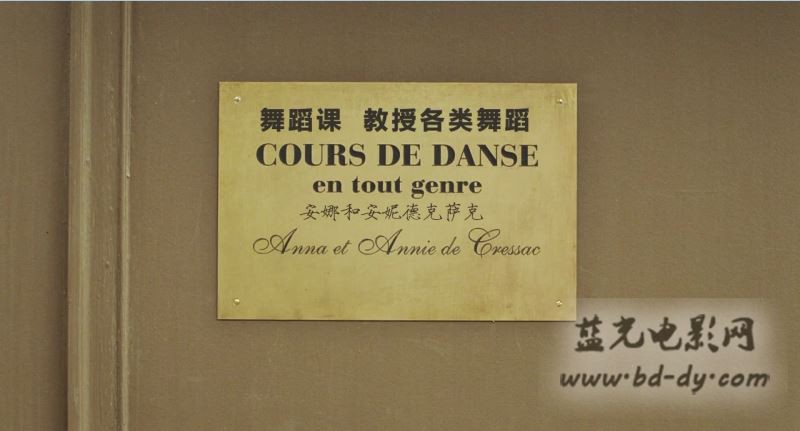 舞蹈课 教授各类舞蹈
COURS DE DANSE
en tout genre
安娜和安妮德克萨克
Anna et Annie de Cressac
蓝光电影网
www.bd-dy.com